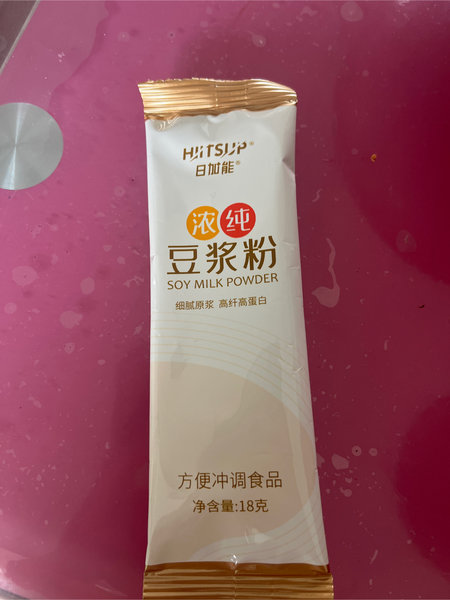 HIITSUP®
日加能®
浓纯
豆浆粉
SOY MILK POWDER
细腻原浆 高纤高蛋白
方便冲调食品
净含量:18克